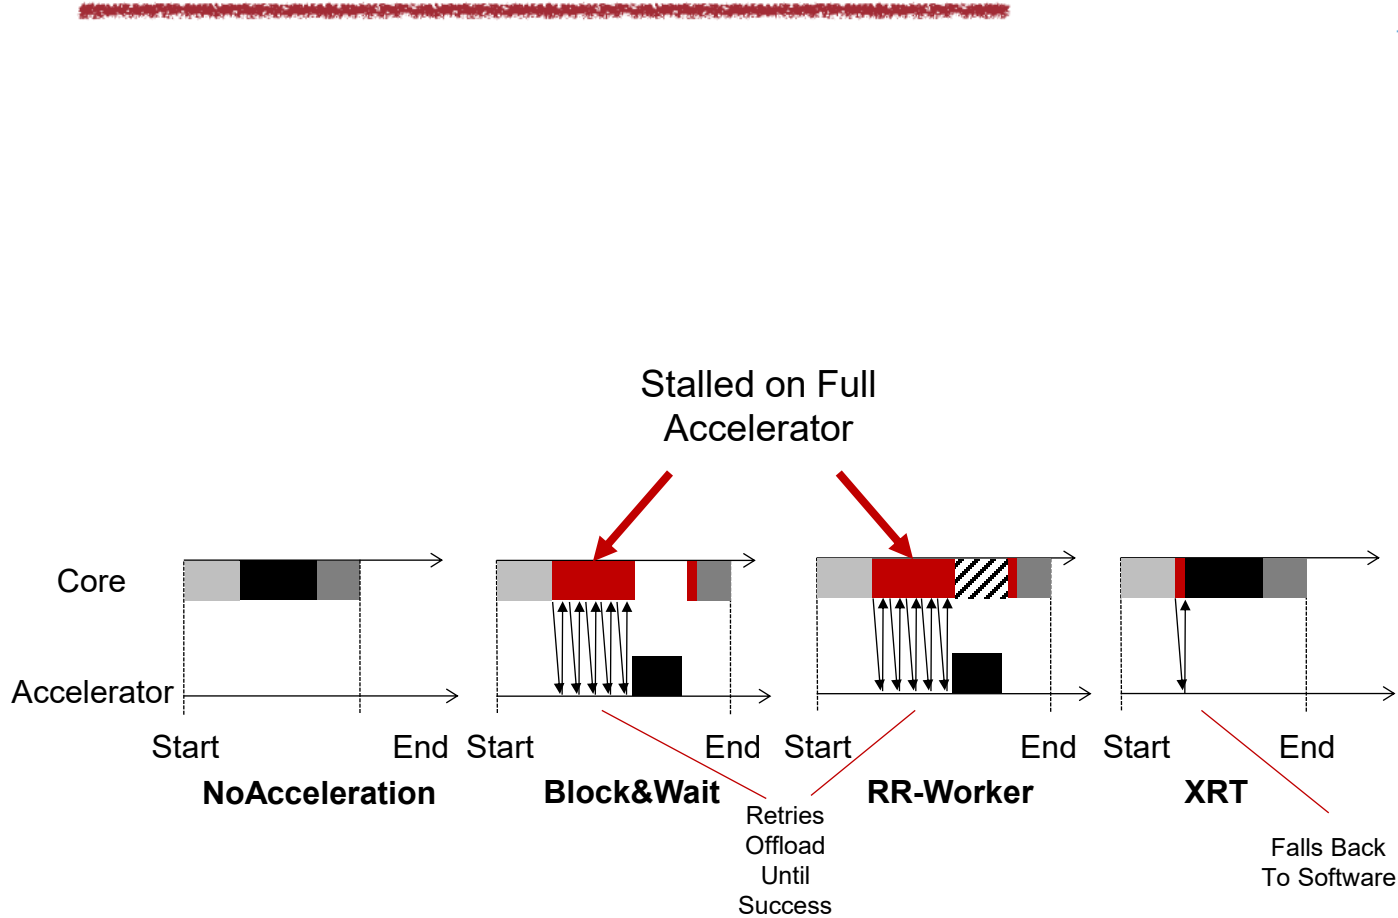 Stalled on Full
Accelerator
Core
Accelerator
Start
End
Start
End
Start
End
Start
End
NoAcceleration
Block&Wait
RR-Worker
XRT
Retries
Offload
Until
Success
Falls Back
To Software